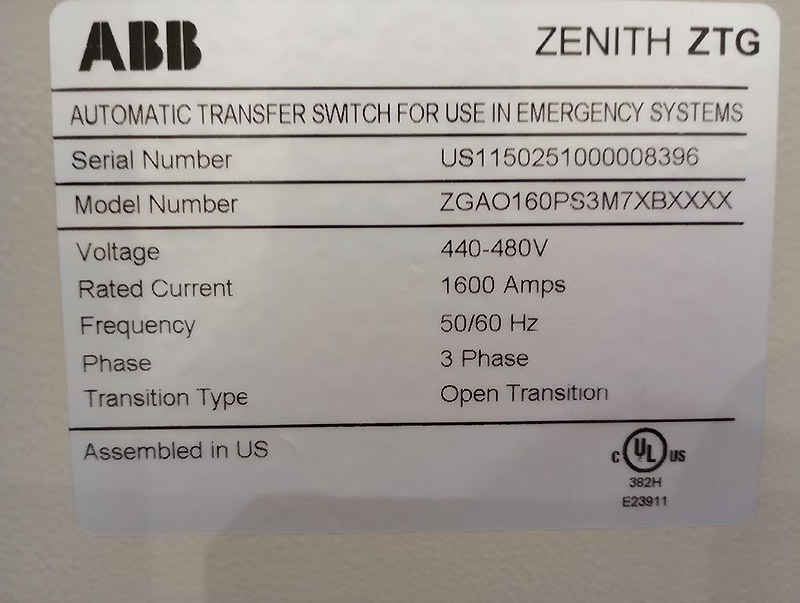 ABB ZENITH ZTG
AUTOMATIC TRANSFER SWITCH FOR USE IN EMERGENCY SYSTEMS
Serial Number US1150251000008396
Model Number ZGAO160PS3M7XBXXXX
Voltage 440-480V
Rated Current 1600 Amps
Frequency 50/60 Hz
Phase 3 Phase
Transition Type Open Transition
Assembled in US
C UL US
382H
E23911